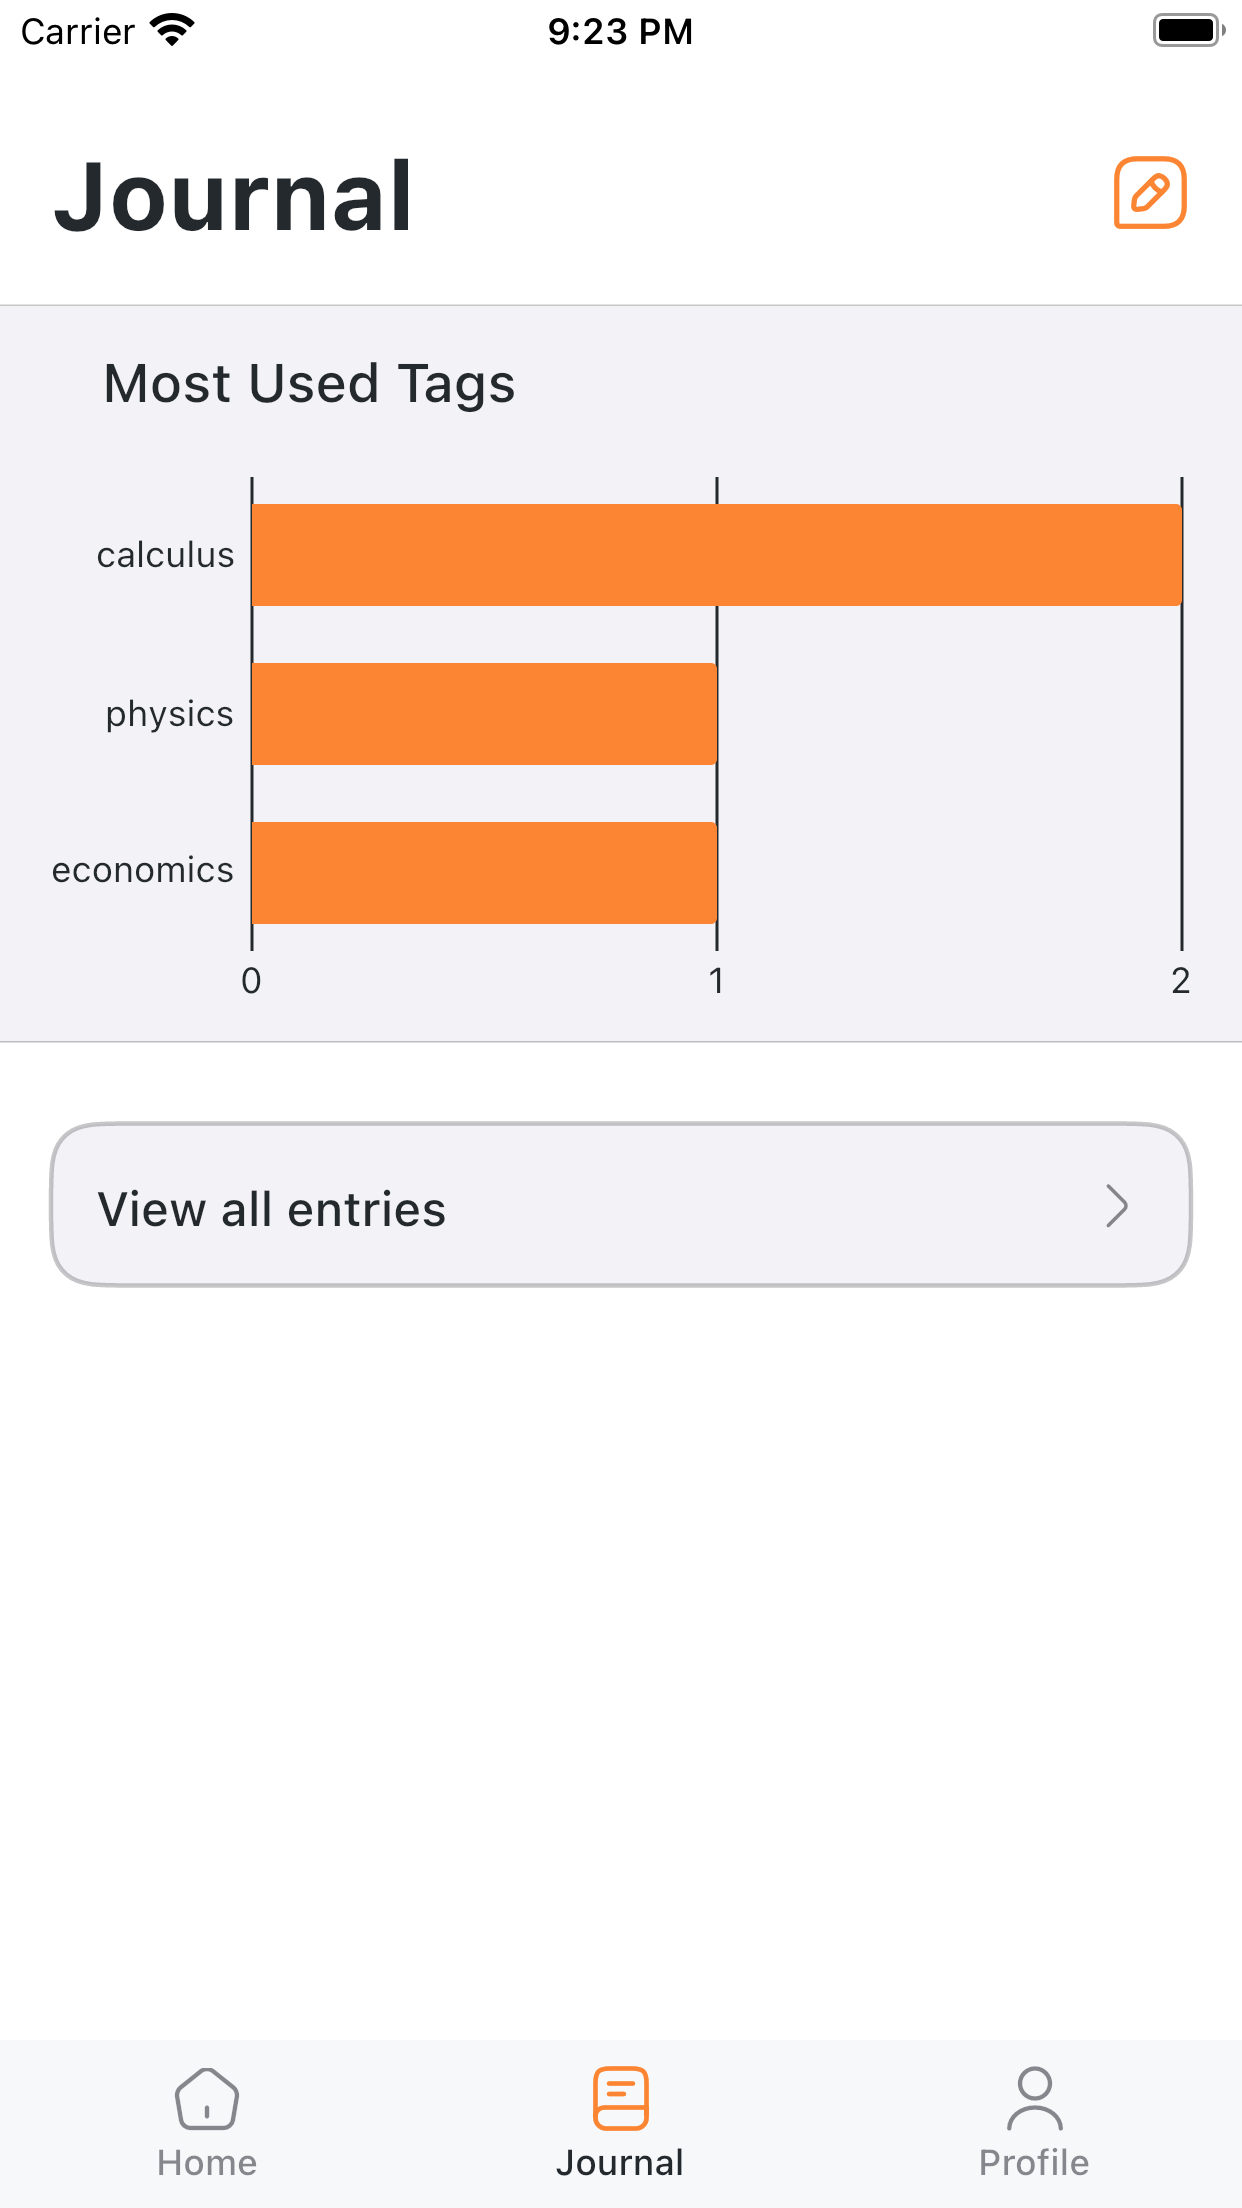 Carrier 9:23 PM
Journal
Most Used Tags
calculus
physics
economics
0 1 2
View all entries
Home Journal Profile